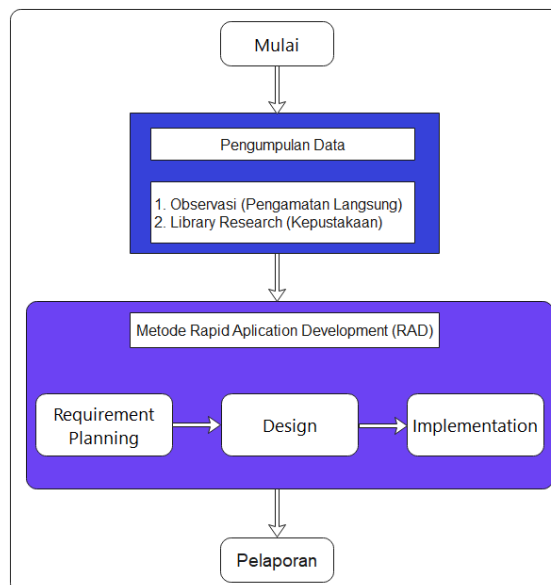 Mulai
Pengumpulan Data
1. Observasi (Pengamatan Langsung)
2. Library Research (Kepustakaan)
Metode Rapid Aplication Development (RAD)
Requirement
Planning
Design
Implementation
Pelaporan